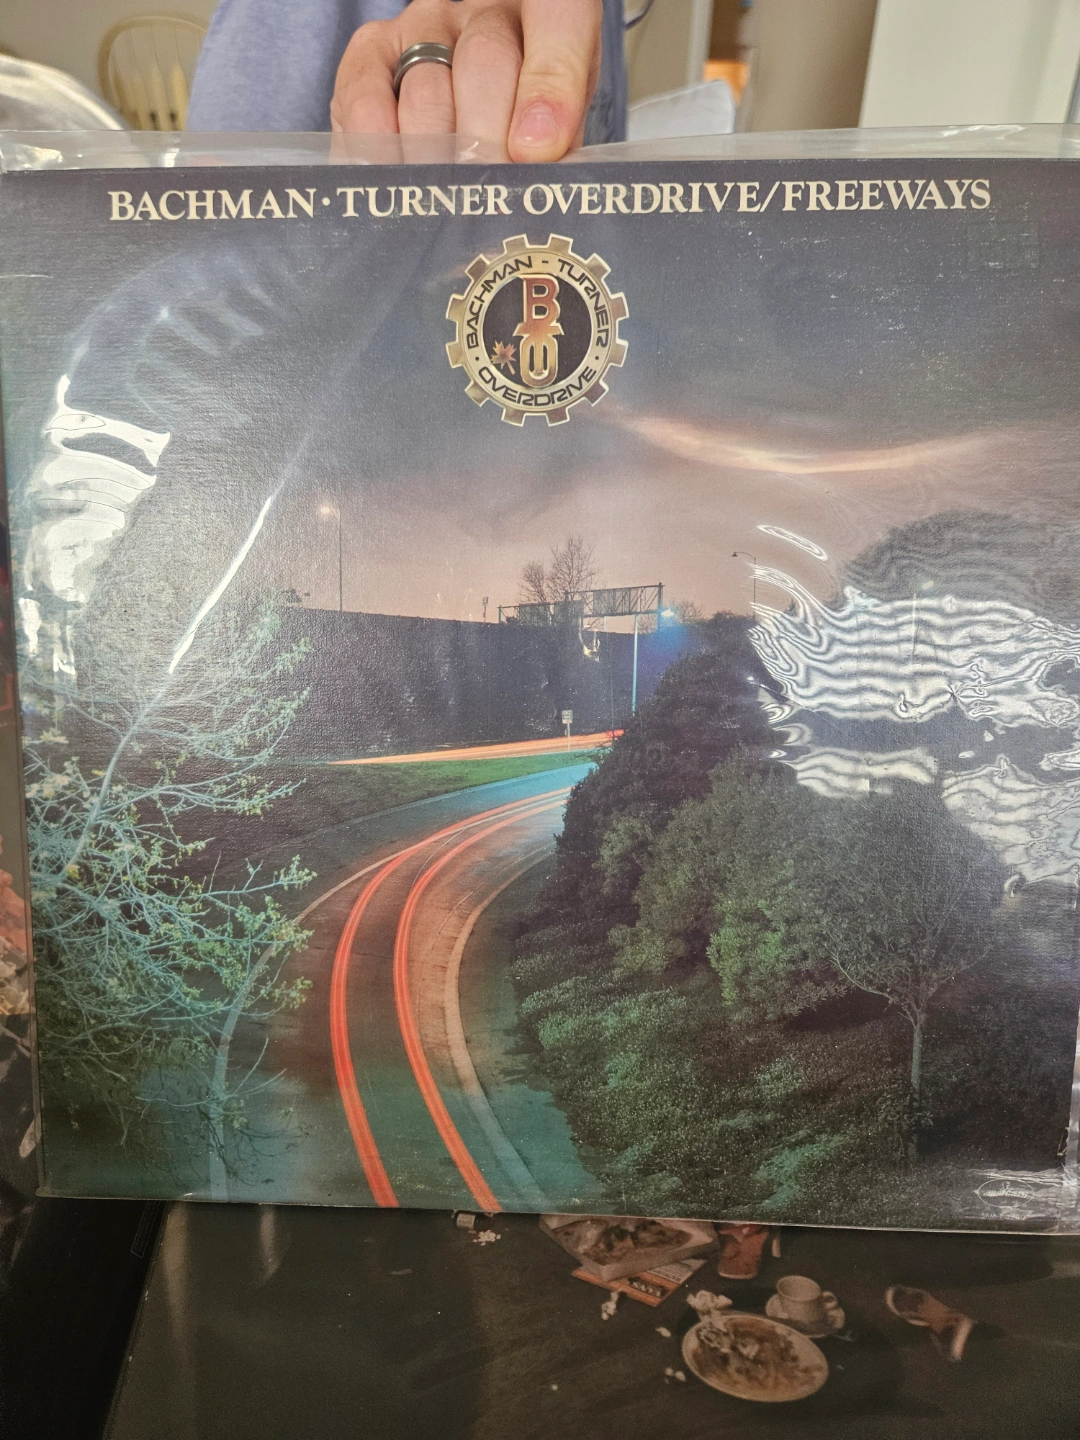 BACHMAN·TURNER OVERDRIVE/FREEWAYS
BACHMAN - TURNER
BTO
· OVERDRIVE ·